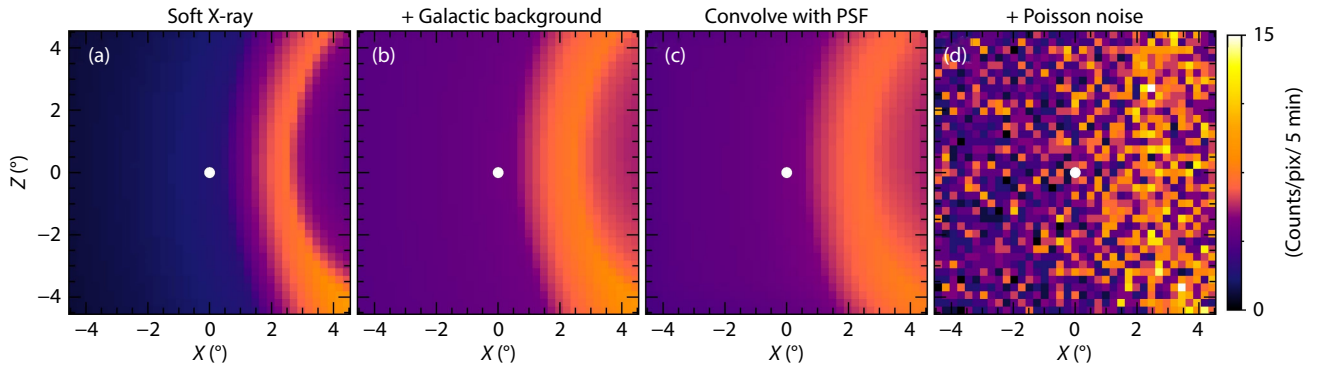 Soft X-ray
+ Galactic background
Convolve with PSF
+ Poisson noise
(a)
(b)
(c)
(d)
4
2
0
−2
−4
Z (°)
−4 −2 0 2 4
−4 −2 0 2 4
−4 −2 0 2 4
−4 −2 0 2 4
X (°)
X (°)
X (°)
X (°)
15
0
(Counts/pix/ 5 min)